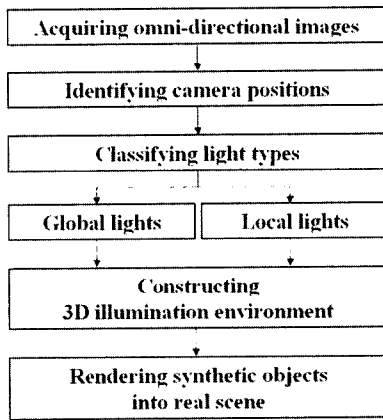 Acquiring omni-directional images
Identifying camera positions
Classifying light types
Global lights
Local lights
Constructing
3D illumination environment
Rendering synthetic objects
into real scene